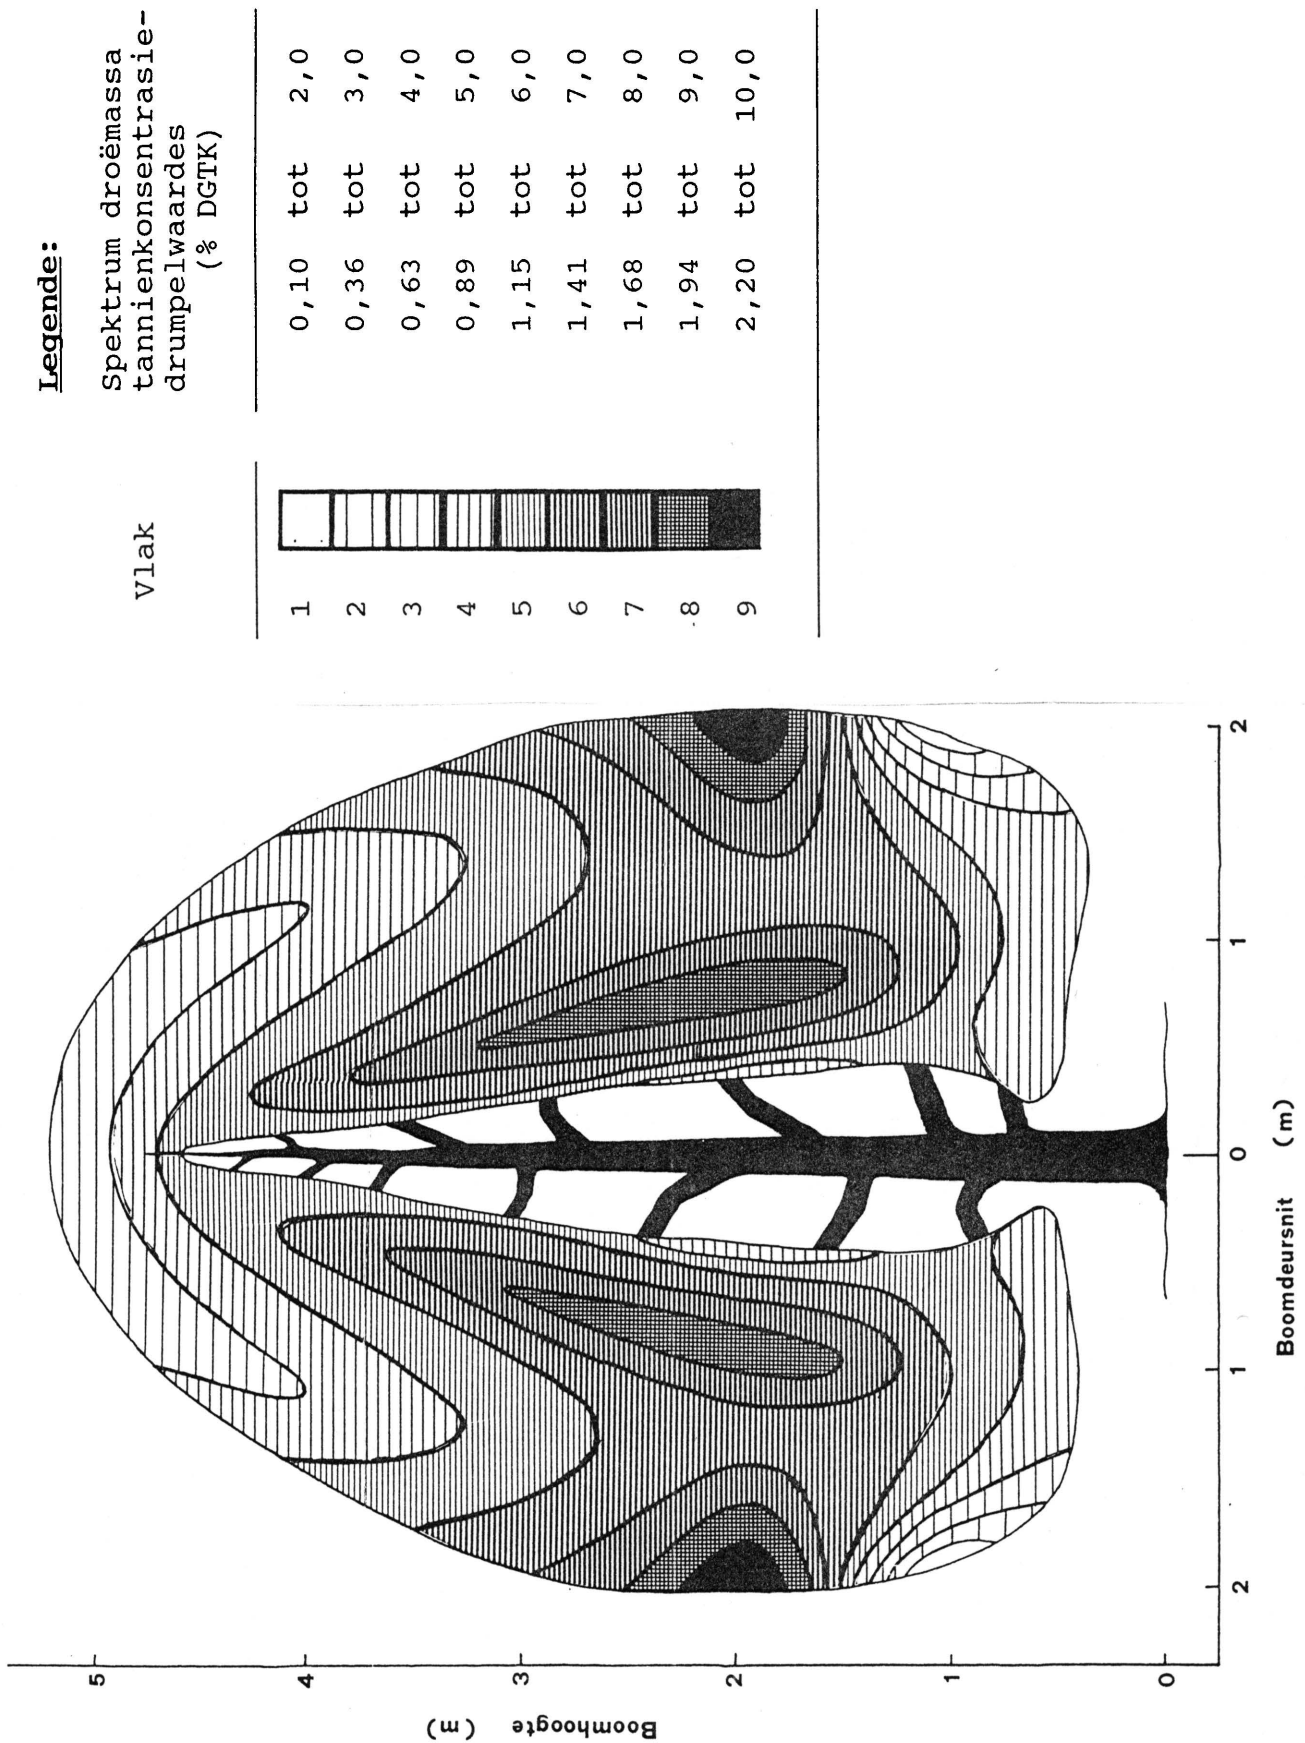 Legende:
Vlak
Spektrum droëmassa
tannienkonsentrasie-
drumpelwaardes
(% DGTK)
1 0,10 tot 2,0
2 0,36 tot 3,0
3 0,63 tot 4,0
4 0,89 tot 5,0
5 1,15 tot 6,0
6 1,41 tot 7,0
7 1,68 tot 8,0
8 1,94 tot 9,0
9 2,20 tot 10,0
Boomhoogte (m)
5
4
3
2
1
0
2 1 0 1 2
Boomdeursnit (m)